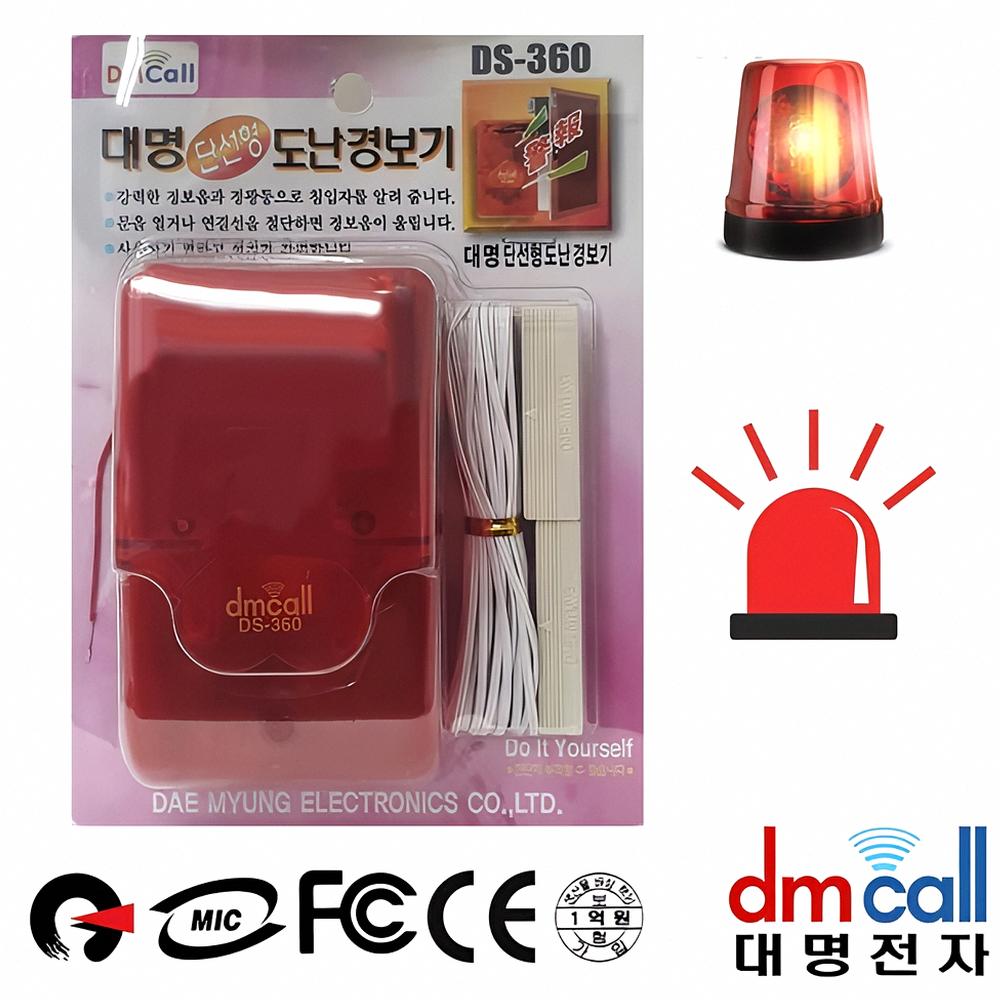 DmCall
DS-360
대명 단선형 도난경보기
강력한 경보음과 경광등으로 침입자를 알려 줍니다.
문을 열거나 연결선을 절단하면 경보음이 울립니다.
警報
대명 단선형 도난경보기
dmcall
DS-360
Do It Yourself
DAE MYUNG ELECTRONICS CO.,LTD.
MIC
FC CE
1억원
dmcall
대명전자